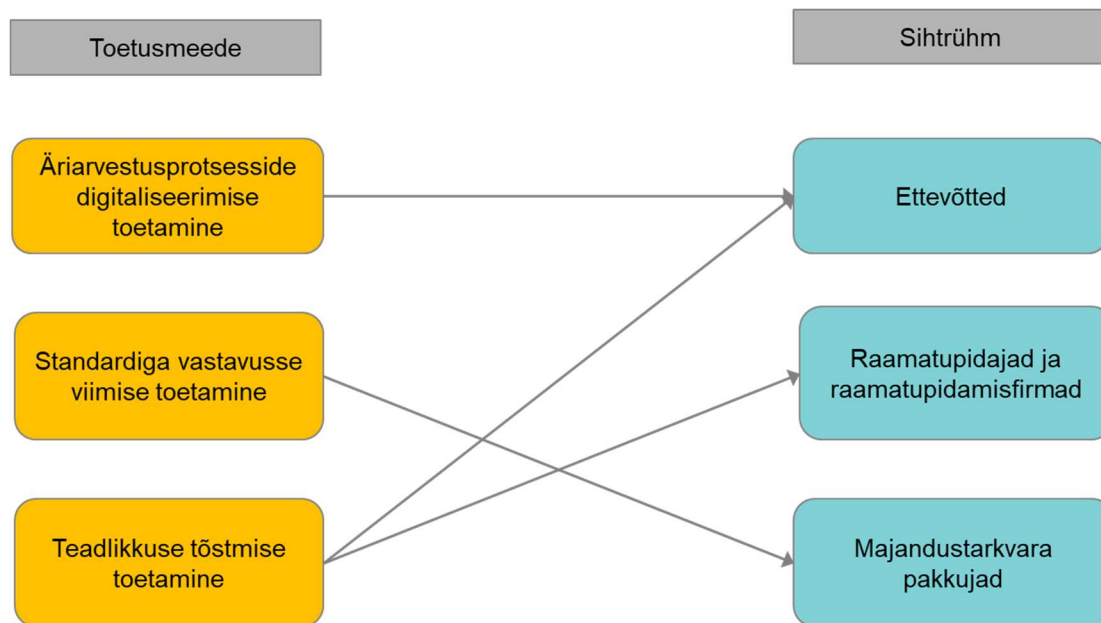 Toetusmeede
Sihtrühm
Äriarvestusprotsesside
digitaliseerimise
toetamine
Ettevõtted
Standardiga vastavusse
viimise toetamine
Raamatupidajad ja
raamatupidamisfirmad
Teadlikkuse tõstmise
toetamine
Majandustarkvara
pakkujad